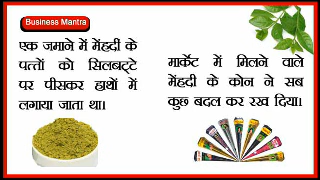 Business Mantra
एक जमाने में मेंहदी के
पत्तों को सिलबट्टे
पर पीसकर हाथों में
लगाया जाता था।
मार्केट में मिलने वाले
मेंहदी के कोन ने सब
कुछ बदल कर रख दिया।